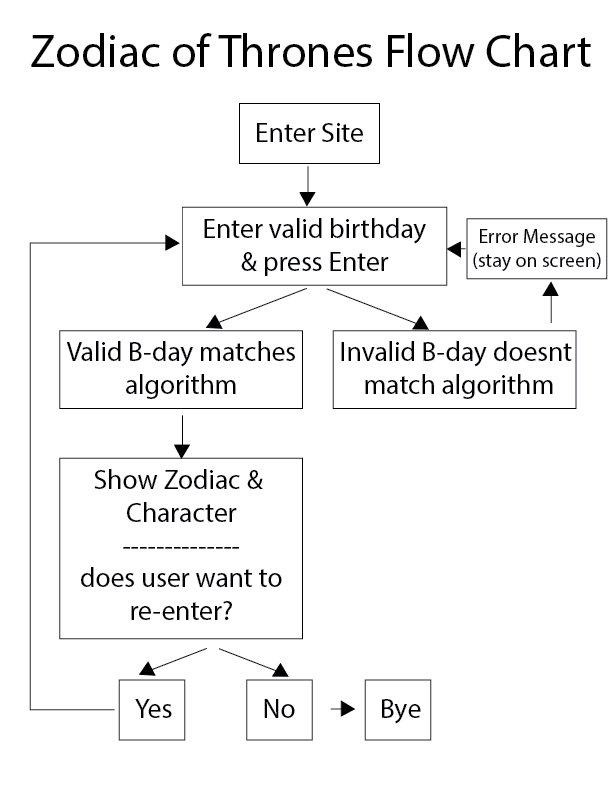 Zodiac of Thrones Flow Chart
Enter Site
Enter valid birthday
& press Enter
Error Message
(stay on screen)
Valid B-day matches
algorithm
Invalid B-day doesnt
match algorithm
Show Zodiac &
Character
--------------
does user want to
re-enter?
Yes
No
Bye